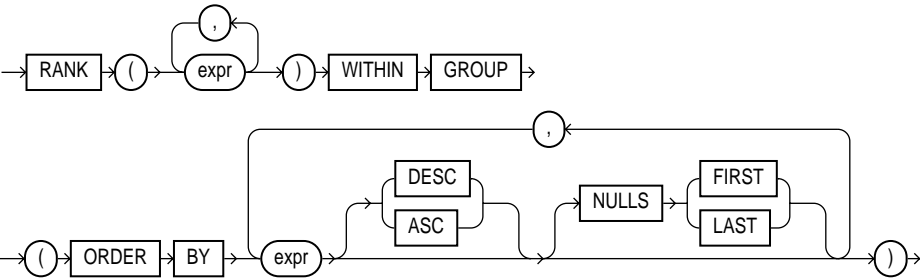 ,
RANK ( expr ) WITHIN GROUP
,
DESC
ASC
NULLS
FIRST
LAST
( ORDER BY expr )